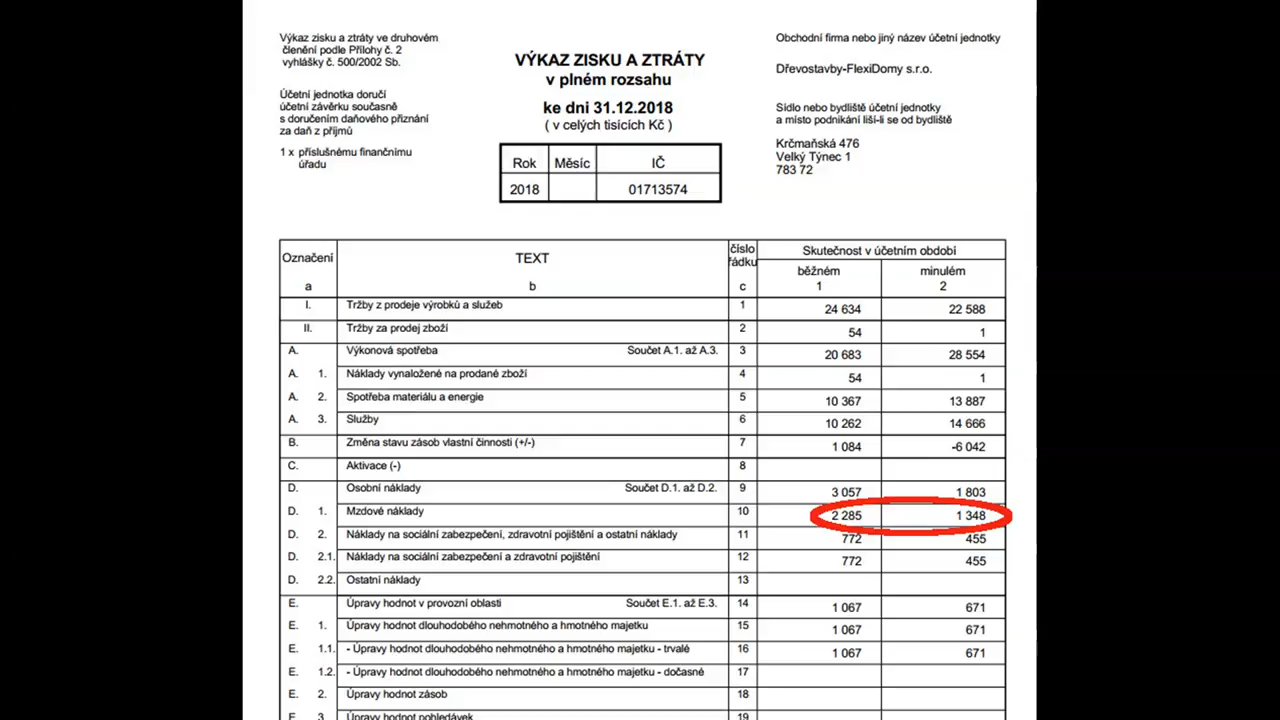 Výkaz zisku a ztráty ve druhovém
členění podle Přílohy č. 2
vyhlášky č. 500/2002 Sb.
Účetní jednotka doručí
účetní závěrku současně
s doručením daňového přiznání
za daň z příjmů
1 x příslušnému finančnímu
úřadu
VÝKAZ ZISKU A ZTRÁTY
v plném rozsahu
ke dni 31.12.2018
( v celých tisících Kč )
Rok Měsíc IČ
2018 01713574
Obchodní firma nebo jiný název účetní jednotky
Dřevostavby-FlexiDomy s.r.o.
Sídlo nebo bydliště účetní jednotky
a místo podnikání liší-li se od bydliště
Krčmaňská 476
Velký Týnec 1
783 72
Označení TEXT číslo řádku Skutečnost v účetním období
běžném minulém
a b c 1 2
I. Tržby z prodeje výrobků a služeb 1 24 634 22 588
II. Tržby za prodej zboží 2 54 1
A. Výkonová spotřeba Součet A.1. až A.3. 3 20 683 28 554
A. 1. Náklady vynaložené na prodané zboží 4 54 1
A. 2. Spotřeba materiálu a energie 5 10 367 13 887
A. 3. Služby 6 10 262 14 666
B. Změna stavu zásob vlastní činnosti (+/-) 7 1 084 -6 042
C. Aktivace (-) 8
D. Osobní náklady Součet D.1. až D.2. 9 3 057 1 803
D. 1. Mzdové náklady 10 2 285 1 348
D. 2. Náklady na sociální zabezpečení, zdravotní pojištění a ostatní náklady 11 772 455
D. 2.1. Náklady na sociální zabezpečení a zdravotní pojištění 12 772 455
D. 2.2. Ostatní náklady 13
E. Úpravy hodnot v provozní oblasti Součet E.1. až E.3. 14 1 067 671
E. 1. Úpravy hodnot dlouhodobého nehmotného a hmotného majetku 15 1 067 671
E. 1.1. - Úpravy hodnot dlouhodobého nehmotného a hmotného majetku - trvalé 16 1 067 671
E. 1.2. - Úpravy hodnot dlouhodobého nehmotného a hmotného majetku - dočasné 17
E. 2. Úpravy hodnot zásob 18
E. 3. Úpravy hodnot pohledávek 19